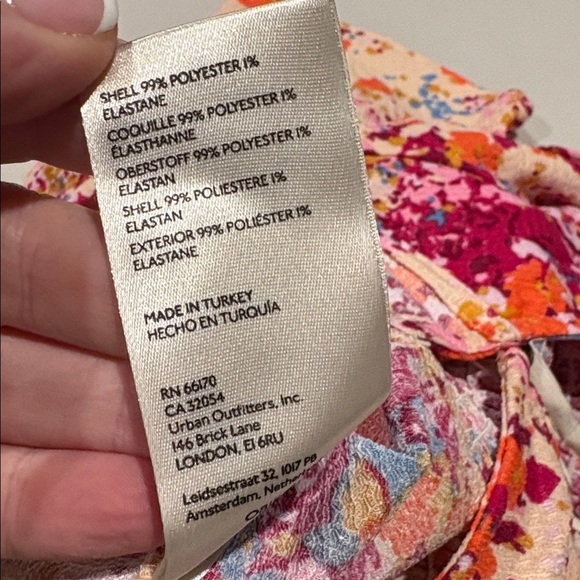 SHELL 99% POLYESTER 1%
ELASTANE
COQUILLE 99% POLYESTER 1%
ÉLASTHANNE
OBERSTOFF 99% POLYESTER 1%
ELASTAN
SHELL 99% POLIESTERE 1%
ELASTAN
EXTERIOR 99% POLIÉSTER 1%
ELASTANE
MADE IN TURKEY
HECHO EN TURQUÍA
RN 66170
CA 32054
Urban Outfitters, Inc
146 Brick Lane
LONDON, E1 6RU
Leidsestraat 32, 1017 PB
Amsterdam,